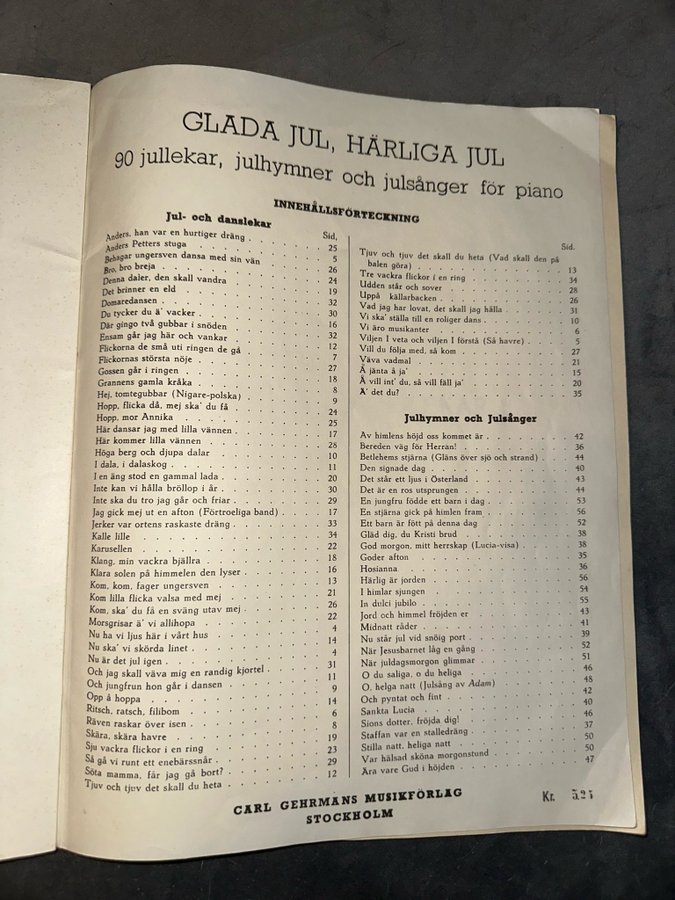 GLADA JUL, HÄRLIGA JUL
90 jullekar, julhymner och julsånger för piano
INNEHÅLLSFÖRTECKNING
Jul- och danslekar
Sid.
Anders, han var en hurtiger dräng . 25
Anders Petters stuga . 5
Behagar ungersven dansa med sin vän . 26
Bro, bro breja . 24
Denna dalen, den skall vandra . 19
Det brinner en eld . 32
Domaredansen . 30
Du tycker du ä' vacker . 16
Där gingo två gubbar i snöden . 32
Ensam går jag här och vankar . 12
Flickorna de små uti ringen de gå . 7
Flickornas största nöje . 27
Gossen går i ringen . 18
Grannens gamla kråka . 8
Hej, tomtegubbar (Nigare-polska) . 9
Hopp, flicka då, mej ska' du få . 24
Hopp, mor Annika . 25
Här dansar jag med lilla vännen . 17
Här kommer lilla vännen . 28
Höga berg och djupa dalar . 10
I dala, i dalaskog . 11
I en äng stod en gammal lada . 20
Inte kan vi hålla bröllop i år . 30
Inte ska du tro jag går och friar . 29
Jag gick mej ut en afton (Förtroeliga band) . 17
Jerker var ortens raskaste dräng . 33
Kalle lille . 34
Karusellen . 22
Klang, min vackra bjällra . 18
Klara solen på himmelen den lyser . 16
Kom, kom, fager ungersven . 13
Kom lilla flicka valsa med mej . 21
Kom, ska' du få en sväng utav mej . 26
Morsgrisar ä' vi allihopa . 22
Nu ha vi ljus här i vårt hus . 4
Nu ska' vi skörda linet . 14
Nu är det jul igen . 4
Och jag skall väva mig en randig kjortel . 31
Och jungfrun hon går i dansen . 11
Opp å hoppa . 9
Ritsch, ratsch, filibom . 14
Räven raskar över isen . 6
Skära, skära havre . 8
Sju vackra flickor i en ring . 19
Så gå vi runt ett enebärssnår . 23
Söta mamma, får jag gå bort? . 29
Tjuv och tjuv det skall du heta . 12
Sid.
Tjuv och tjuv det skall du heta (Vad skall den på
balen göra) . 13
Tre vackra flickor i en ring . 34
Udden står och sover . 28
Uppå källarbacken . 26
Vad jag har lovat, det skall jag hålla . 31
Vi ska' ställa till en roliger dans . 10
Vi äro musikanter . 6
Viljen I veta och viljen I förstå (Så havre) . 5
Vill du följa med, så kom . 27
Väva vadmal . 21
Å jänta å ja' . 15
Å vill int' du, så vill fäll ja' . 20
Ä' det du? . 35
Julhymner och Julsånger
Av himlens höjd oss kommet är . 42
Bereden väg för Herran! . 36
Betlehems stjärna (Gläns över sjö och strand) . 44
Den signade dag . 40
Det står ett ljus i Österland . 43
Det är en ros utsprungen . 44
En jungfru födde ett barn i dag . 53
En stjärna gick på himlen fram . 56
Ett barn är fött på denna dag . 52
Gläd dig, du Kristi brud . 38
God morgon, mitt herrskap (Lucia-visa) . 38
Goder afton . 35
Hosianna . 36
Härlig är jorden . 56
I himlar sjungen . 54
In dulci jubilo . 55
Jord och himmel fröjden er . 43
Midnatt råder . 41
Nu står jul vid snöig port . 39
När Jesusbarnet låg en gång . 52
När juldagsmorgon glimmar . 51
O du saliga, o du heliga . 46
O, helga natt (Julsång av Adam) . 48
Och pyntat och fint . 42
Sankta Lucia . 40
Sions dotter, fröjda dig! . 46
Staffan var en stalledräng . 37
Stilla natt, heliga natt . 50
Var hälsad sköna morgonstund . 50
Ära vare Gud i höjden . 47
CARL GEHRMANS MUSIKFÖRLAG
STOCKHOLM
Kr.